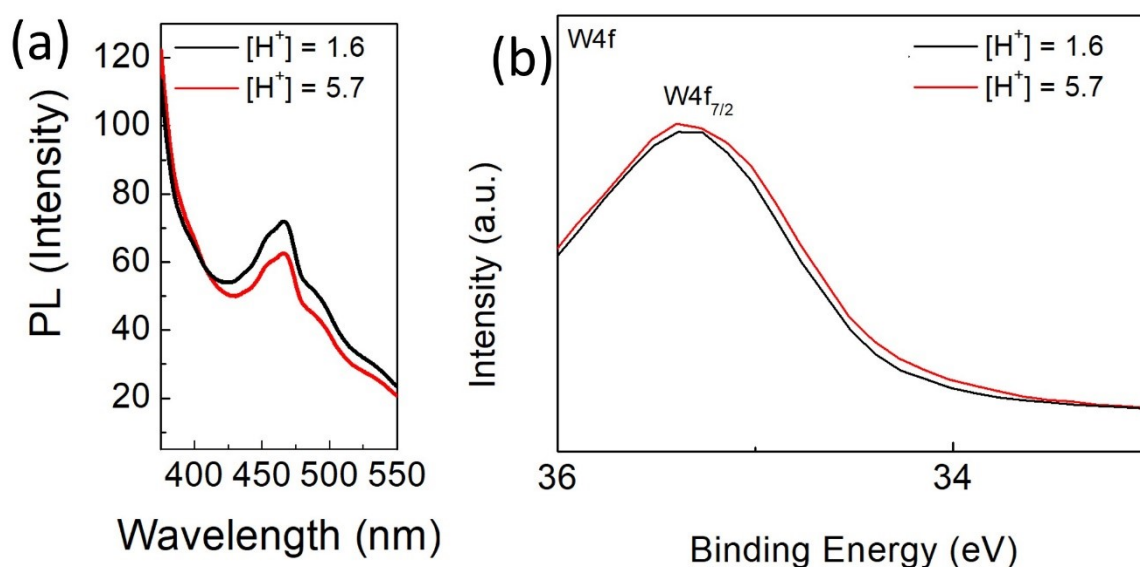 (a)
[H⁺] = 1.6
[H⁺] = 5.7
120
100
80
60
40
20
PL (Intensity)
400 450 500 550
Wavelength (nm)
(b)
W4f
[H⁺] = 1.6
[H⁺] = 5.7
W4f₇/₂
Intensity (a.u.)
36 34
Binding Energy (eV)